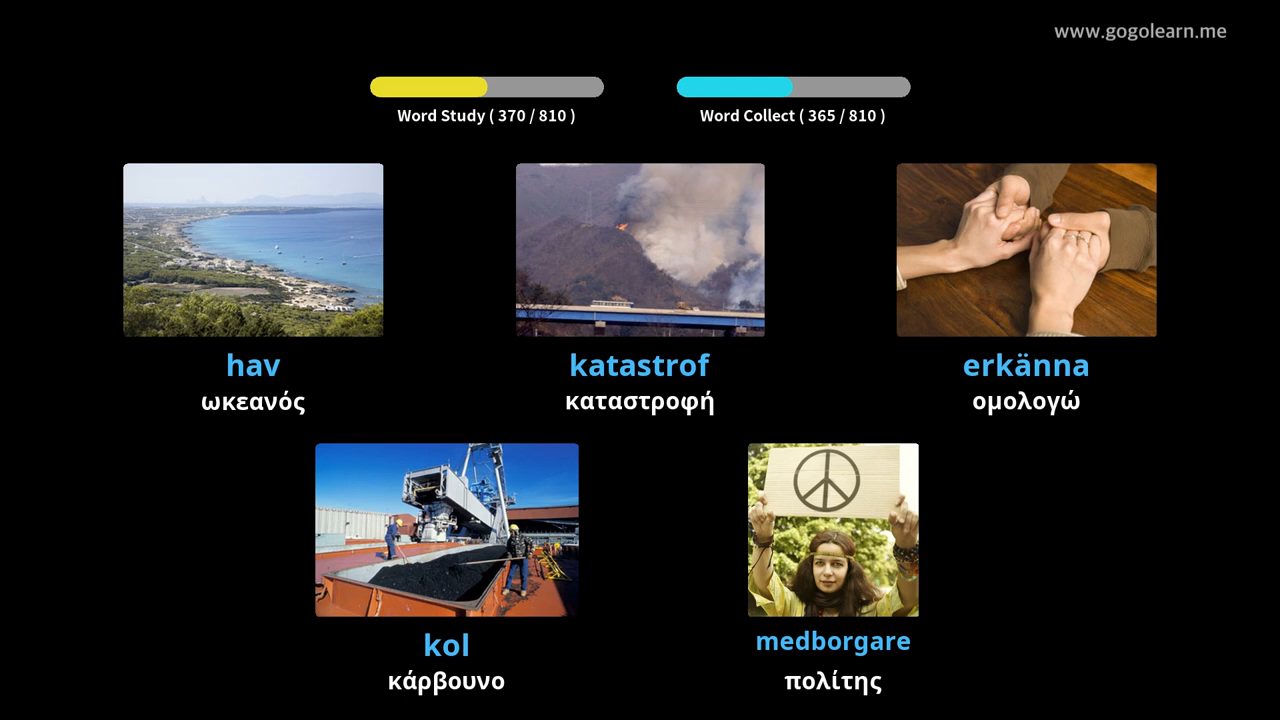 www.gogolearn.me
Word Study ( 370 / 810 )
Word Collect ( 365 / 810 )
hav
ωκεανός
katastrof
καταστροφή
erkänna
ομολογώ
kol
κάρβουνο
medborgare
πολίτης